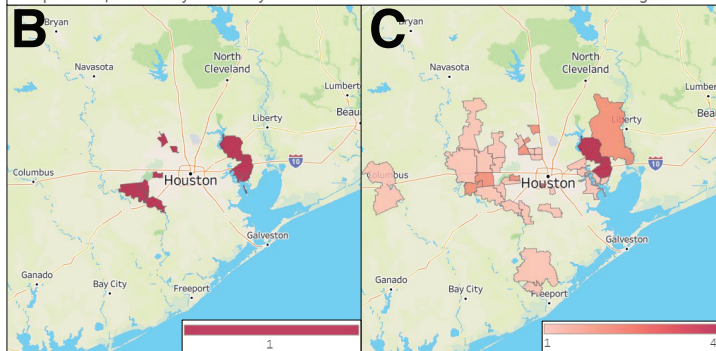 B
Bryan
Navasota
North
Cleveland
Lumbert
Liberty
Beau
10
Columbus
Houston
Galveston
Ganado
Bay City
Freeport
1
C
Bryan
Navasota
North
Cleveland
Lumber
Liberty
Beau
10
Columbus
Houston
Galveston
Ganado
Bay City
Freeport
1
4